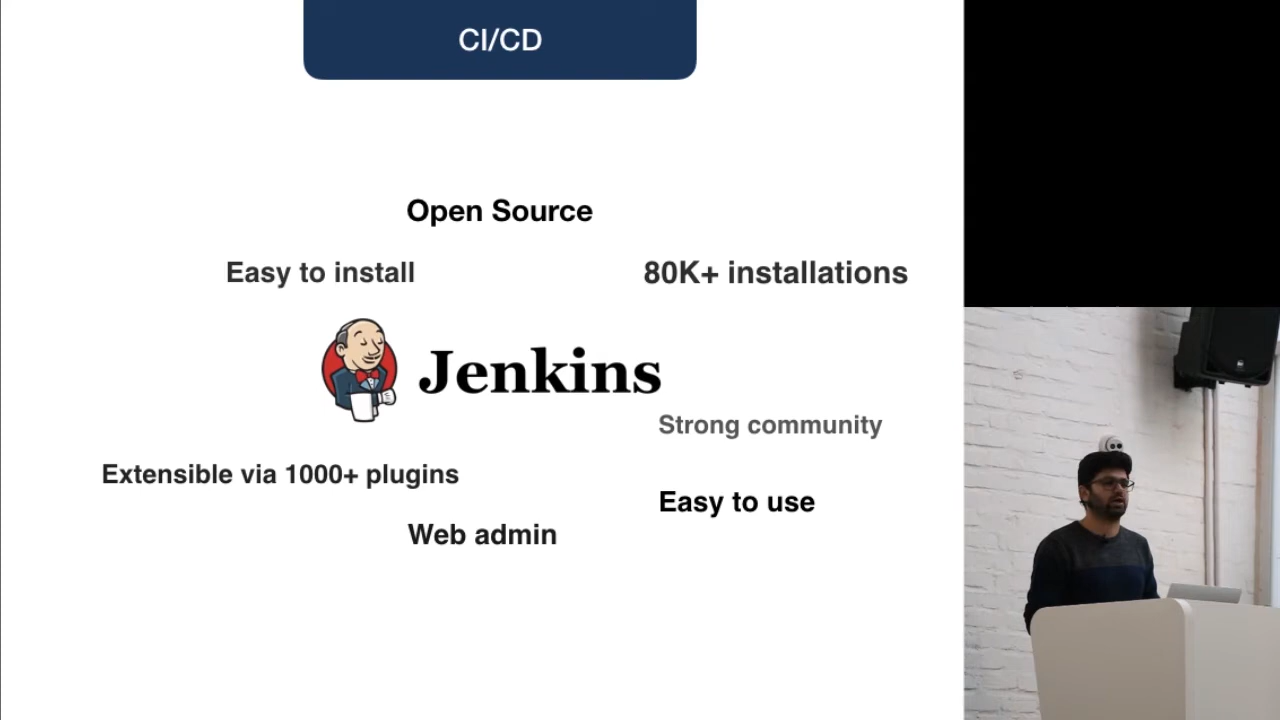 CI/CD
Open Source
Easy to install
80K+ installations
Jenkins
Strong community
Extensible via 1000+ plugins
Easy to use
Web admin